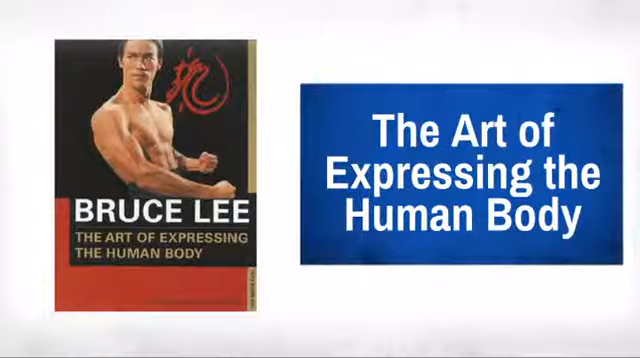 BRUCE LEE
THE ART OF EXPRESSING
THE HUMAN BODY
The Art of
Expressing the
Human Body